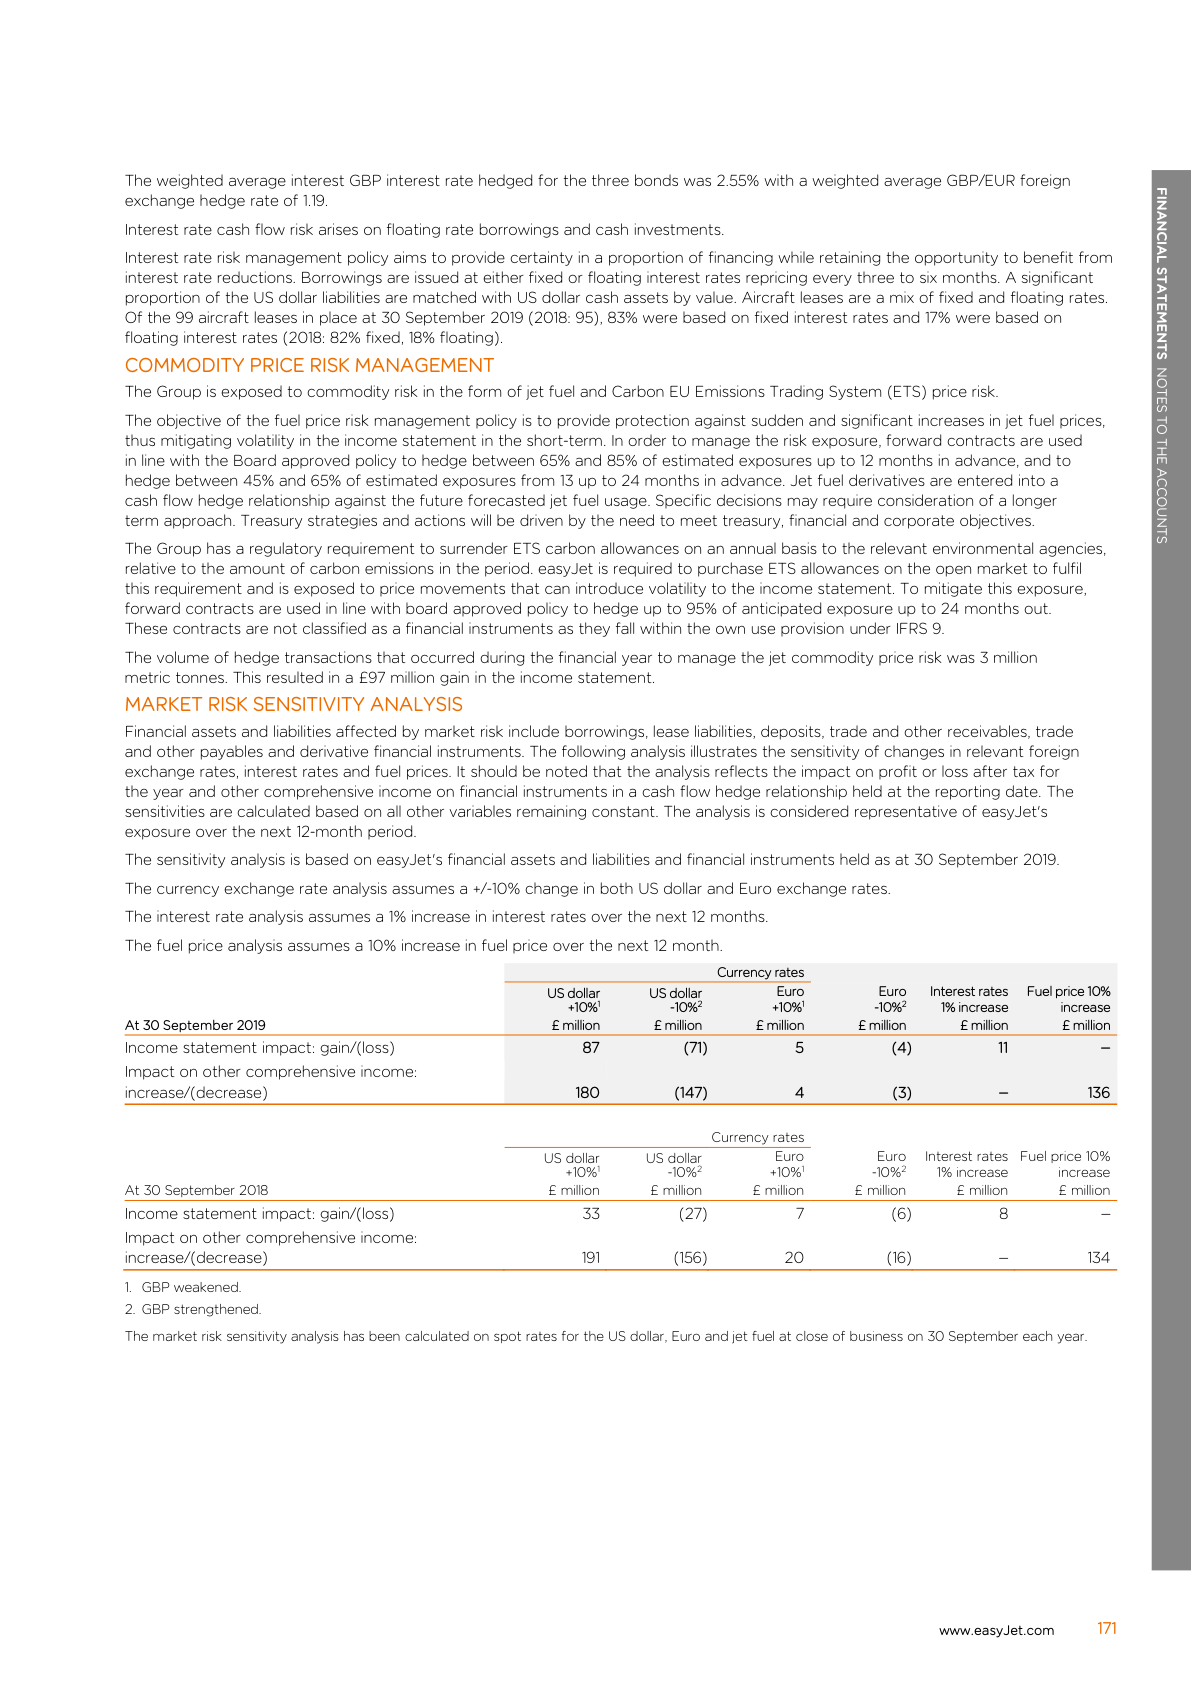 The weighted average interest GBP interest rate hedged for the three bonds was 2.55% with a weighted average GBP/EUR foreign
exchange hedge rate of 1.19.
Interest rate cash flow risk arises on floating rate borrowings and cash investments.
Interest rate risk management policy aims to provide certainty in a proportion of financing while retaining the opportunity to benefit from
interest rate reductions. Borrowings are issued at either fixed or floating interest rates repricing every three to six months. A significant
proportion of the US dollar liabilities are matched with US dollar cash assets by value. Aircraft leases are a mix of fixed and floating rates.
Of the 99 aircraft leases in place at 30 September 2019 (2018: 95), 83% were based on fixed interest rates and 17% were based on
floating interest rates (2018: 82% fixed, 18% floating).
COMMODITY PRICE RISK MANAGEMENT
The Group is exposed to commodity risk in the form of jet fuel and Carbon EU Emissions Trading System (ETS) price risk.
The objective of the fuel price risk management policy is to provide protection against sudden and significant increases in jet fuel prices,
thus mitigating volatility in the income statement in the short-term. In order to manage the risk exposure, forward contracts are used
in line with the Board approved policy to hedge between 65% and 85% of estimated exposures up to 12 months in advance, and to
hedge between 45% and 65% of estimated exposures from 13 up to 24 months in advance. Jet fuel derivatives are entered into a
cash flow hedge relationship against the future forecasted jet fuel usage. Specific decisions may require consideration of a longer
term approach. Treasury strategies and actions will be driven by the need to meet treasury, financial and corporate objectives.
The Group has a regulatory requirement to surrender ETS carbon allowances on an annual basis to the relevant environmental agencies,
relative to the amount of carbon emissions in the period. easyJet is required to purchase ETS allowances on the open market to fulfil
this requirement and is exposed to price movements that can introduce volatility to the income statement. To mitigate this exposure,
forward contracts are used in line with board approved policy to hedge up to 95% of anticipated exposure up to 24 months out.
These contracts are not classified as a financial instruments as they fall within the own use provision under IFRS 9.
The volume of hedge transactions that occurred during the financial year to manage the jet commodity price risk was 3 million
metric tonnes. This resulted in a £97 million gain in the income statement.
MARKET RISK SENSITIVITY ANALYSIS
Financial assets and liabilities affected by market risk include borrowings, lease liabilities, deposits, trade and other receivables, trade
and other payables and derivative financial instruments. The following analysis illustrates the sensitivity of changes in relevant foreign
exchange rates, interest rates and fuel prices. It should be noted that the analysis reflects the impact on profit or loss after tax for
the year and other comprehensive income on financial instruments in a cash flow hedge relationship held at the reporting date. The
sensitivities are calculated based on all other variables remaining constant. The analysis is considered representative of easyJet's
exposure over the next 12-month period.
The sensitivity analysis is based on easyJet's financial assets and liabilities and financial instruments held as at 30 September 2019.
The currency exchange rate analysis assumes a +/-10% change in both US dollar and Euro exchange rates.
The interest rate analysis assumes a 1% increase in interest rates over the next 12 months.
The fuel price analysis assumes a 10% increase in fuel price over the next 12 month.
Currency rates
US dollar US dollar Euro Euro Interest rates Fuel price 10%
+10%¹ -10%² +10%¹ -10%² 1% increase increase
At 30 September 2019 £ million £ million £ million £ million £ million £ million
Income statement impact: gain/(loss) 87 (71) 5 (4) 11 –
Impact on other comprehensive income:
increase/(decrease) 180 (147) 4 (3) – 136
Currency rates
US dollar US dollar Euro Euro Interest rates Fuel price 10%
+10%¹ -10%² +10%¹ -10%² 1% increase increase
At 30 September 2018 £ million £ million £ million £ million £ million £ million
Income statement impact: gain/(loss) 33 (27) 7 (6) 8 –
Impact on other comprehensive income:
increase/(decrease) 191 (156) 20 (16) – 134
1. GBP weakened.
2. GBP strengthened.
The market risk sensitivity analysis has been calculated on spot rates for the US dollar, Euro and jet fuel at close of business on 30 September each year.
FINANCIAL STATEMENTS NOTES TO THE ACCOUNTS
www.easyJet.com 171